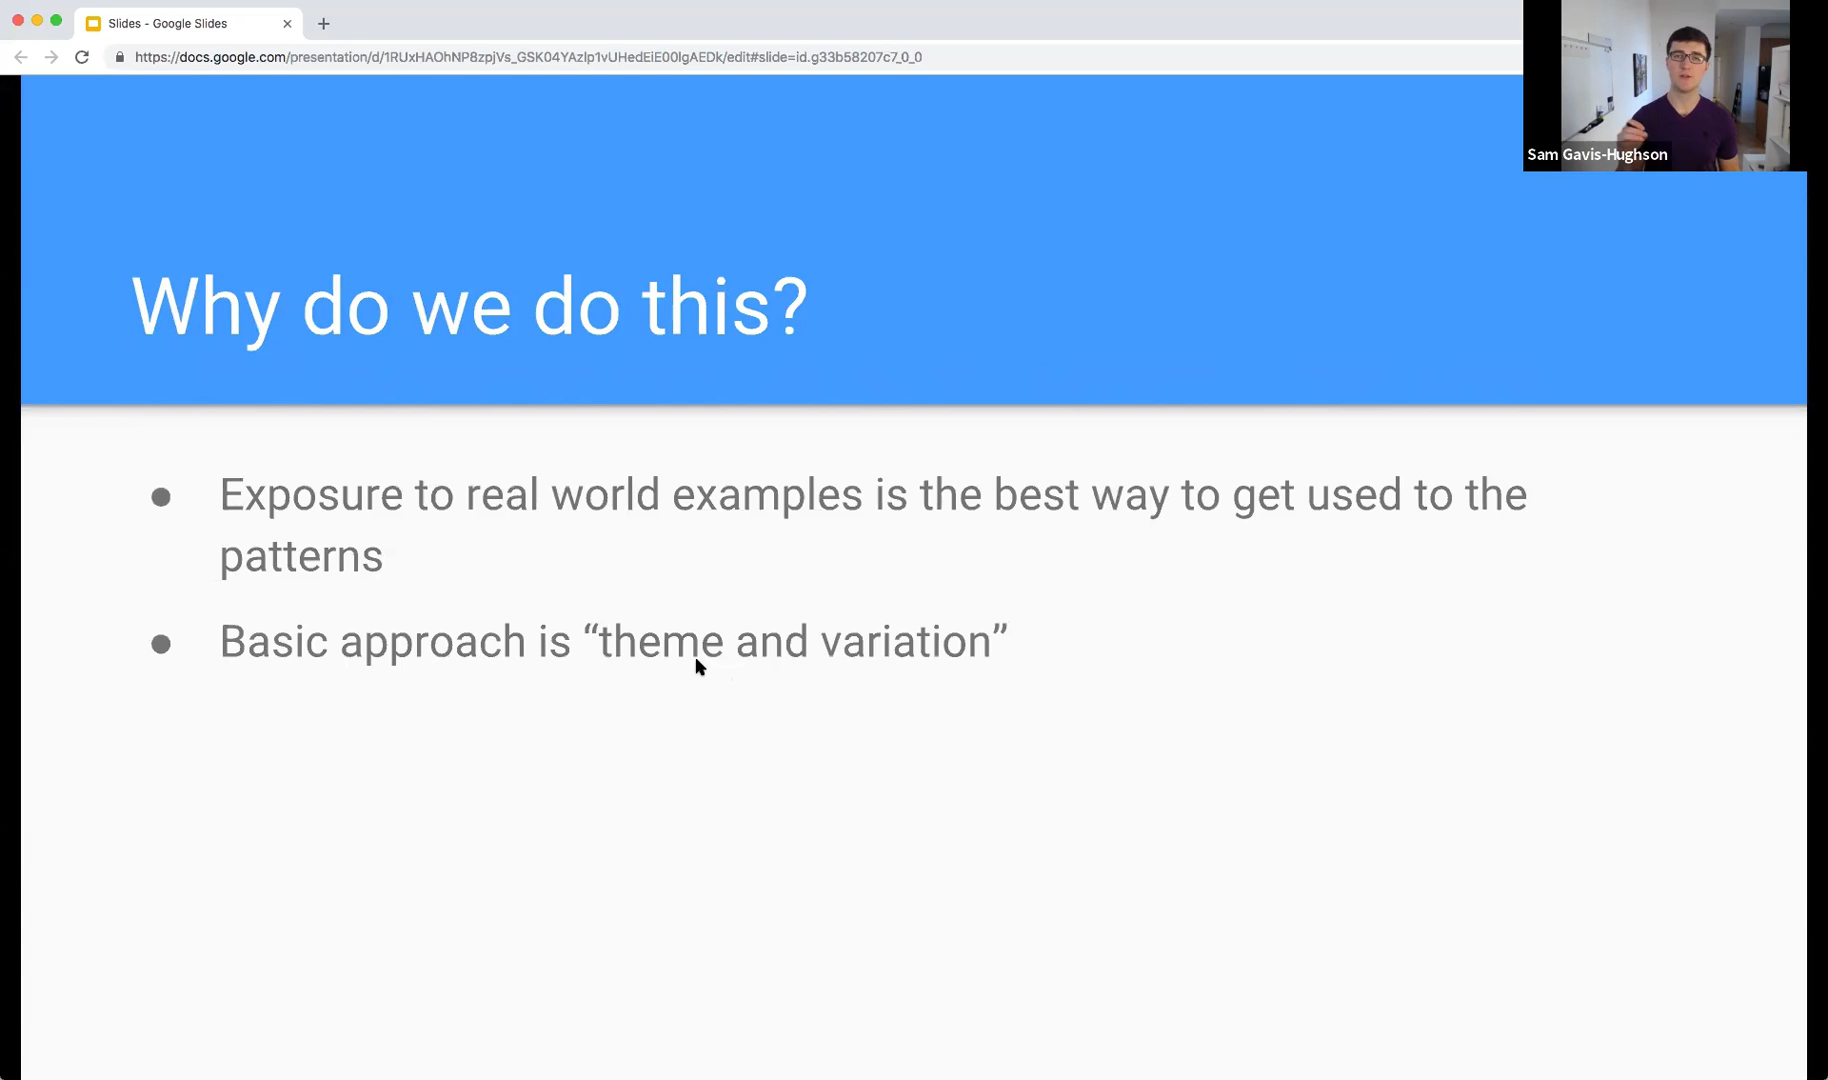 Slides - Google Slides
https://docs.google.com/presentation/d/1RUxHAOhNP8zpjVs_GSK04YAzlp1vUHedEiE00lgAEDk/edit#slide=id.g33b58207c7_0_0
Sam Gavis-Hughson
Why do we do this?
● Exposure to real world examples is the best way to get used to the
patterns
● Basic approach is “theme and variation”